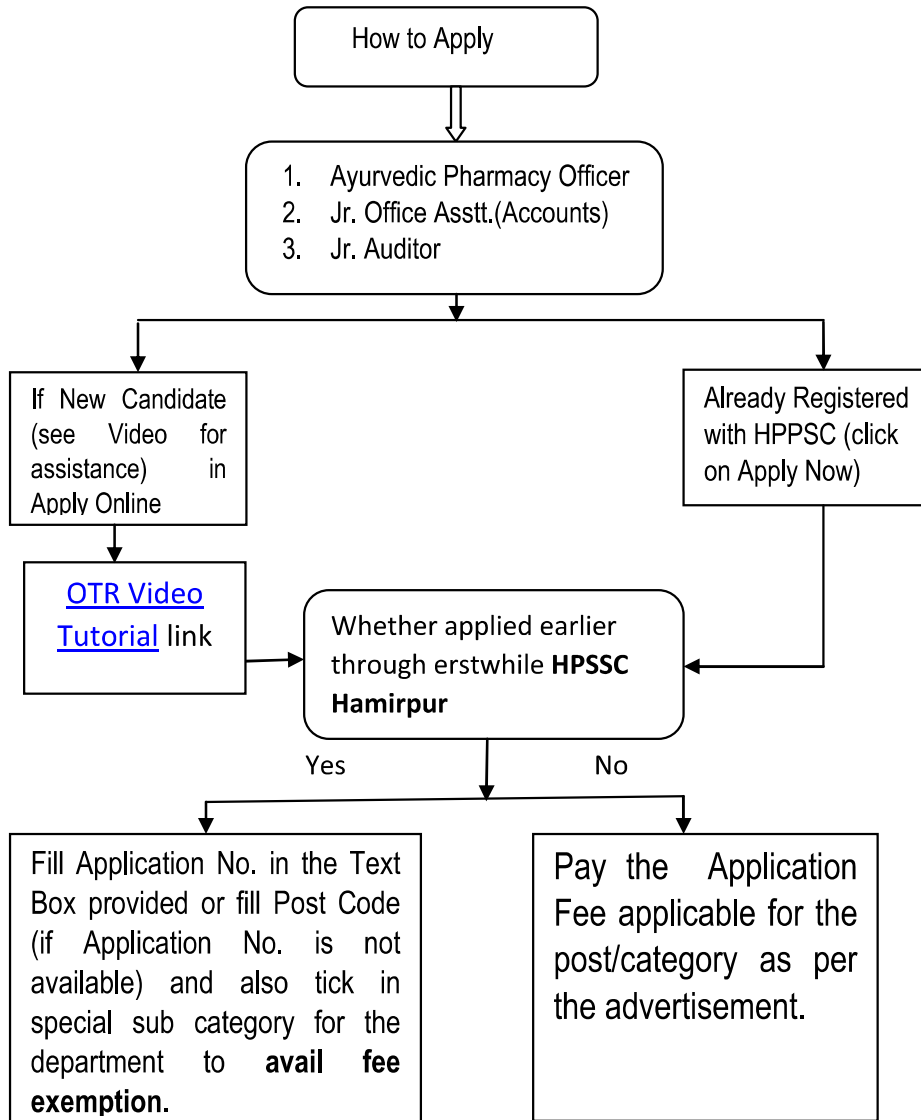 How to Apply
1. Ayurvedic Pharmacy Officer
2. Jr. Office Asstt.(Accounts)
3. Jr. Auditor
If New Candidate
(see Video for
assistance) in
Apply Online
Already Registered
with HPPSC (click
on Apply Now)
OTR Video
Tutorial link
Whether applied earlier
through erstwhile HPSSC
Hamirpur
Yes
No
Fill Application No. in the Text
Box provided or fill Post Code
(if Application No. is not
available) and also tick in
special sub category for the
department to avail fee
exemption.
Pay the Application
Fee applicable for the
post/category as per
the advertisement.